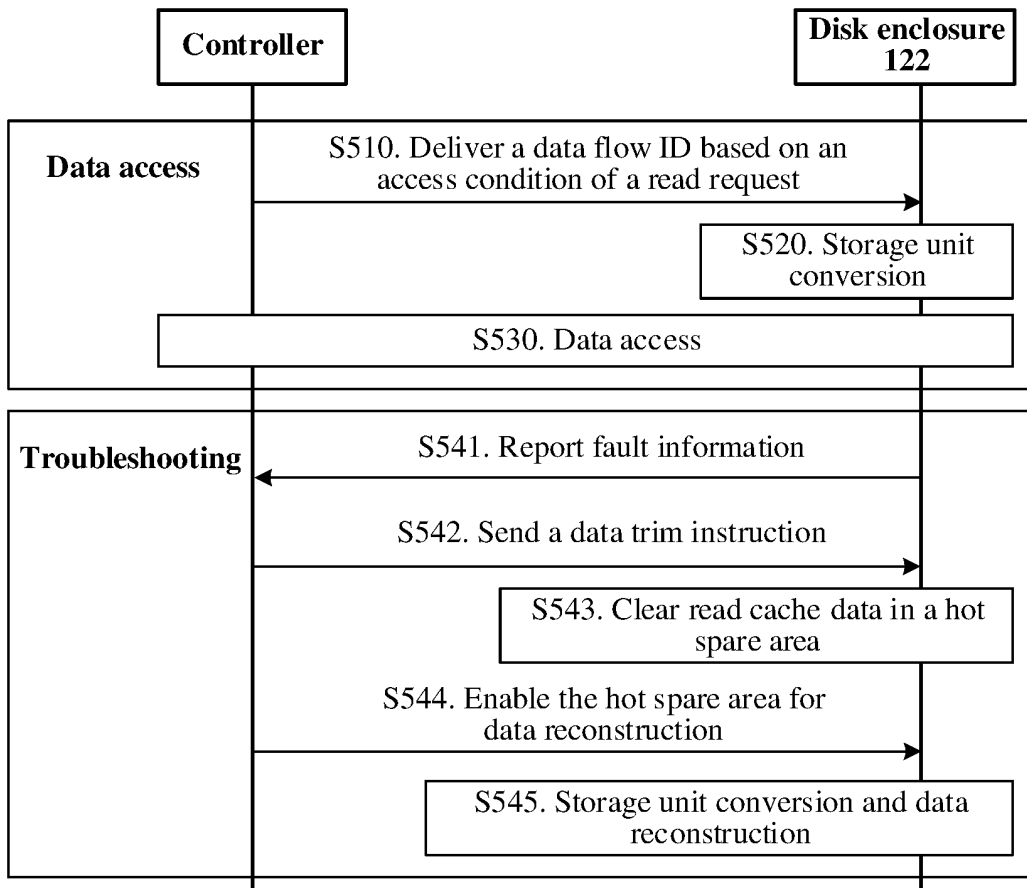 Controller
Disk enclosure
122
Data access
S510. Deliver a data flow ID based on an
access condition of a read request
S520. Storage unit
conversion
S530. Data access
Troubleshooting
S541. Report fault information
S542. Send a data trim instruction
S543. Clear read cache data in a hot
spare area
S544. Enable the hot spare area for
data reconstruction
S545. Storage unit conversion and data
reconstruction